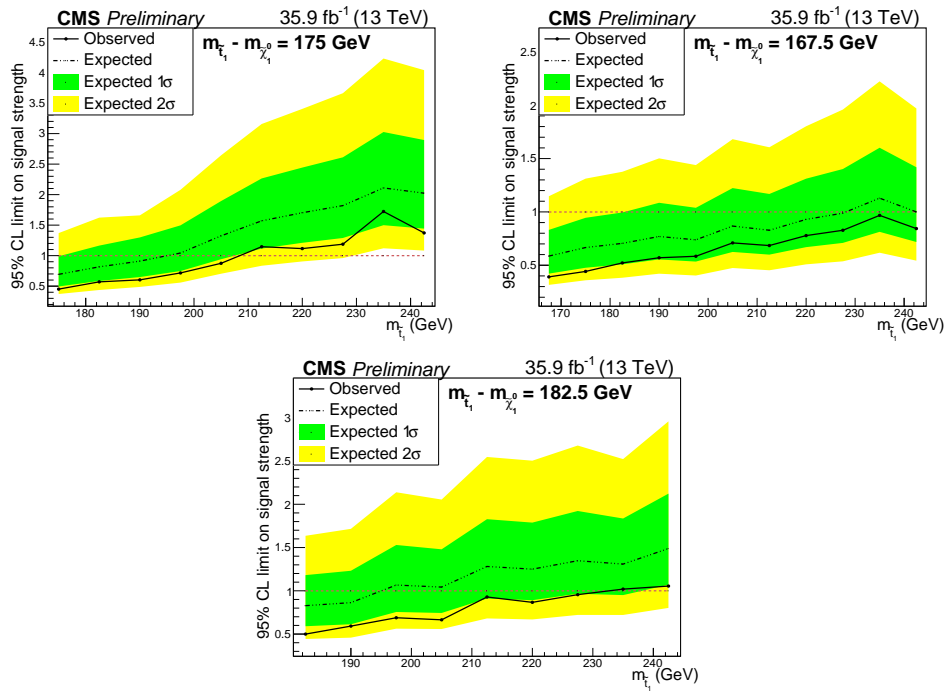 CMS Preliminary 35.9 fb⁻¹ (13 TeV)
m_t̃₁ - m_χ̃₁⁰ = 175 GeV
Observed
Expected
Expected 1σ
Expected 2σ
95% CL limit on signal strength
4.5
4
3.5
3
2.5
2
1.5
1
0.5
180 190 200 210 220 230 240
m_t̃₁ (GeV)
CMS Preliminary 35.9 fb⁻¹ (13 TeV)
m_t̃₁ - m_χ̃₁⁰ = 167.5 GeV
Observed
Expected
Expected 1σ
Expected 2σ
95% CL limit on signal strength
2.5
2
1.5
1
0.5
170 180 190 200 210 220 230 240
m_t̃₁ (GeV)
CMS Preliminary 35.9 fb⁻¹ (13 TeV)
m_t̃₁ - m_χ̃₁⁰ = 182.5 GeV
Observed
Expected
Expected 1σ
Expected 2σ
95% CL limit on signal strength
3
2.5
2
1.5
1
0.5
190 200 210 220 230 240
m_t̃₁ (GeV)